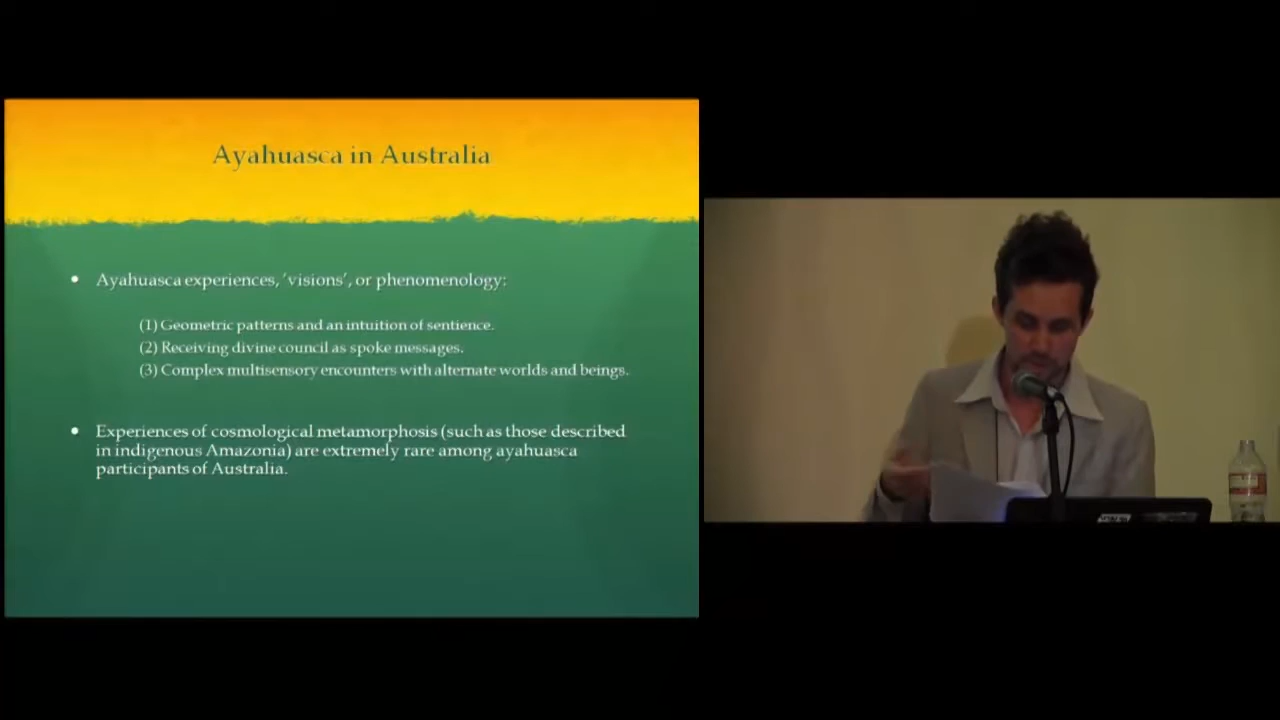 Ayahuasca in Australia
• Ayahuasca experiences, ‘visions’, or phenomenology:
(1) Geometric patterns and an intuition of sentience.
(2) Receiving divine council as spoke messages.
(3) Complex multisensory encounters with alternate worlds and beings.
• Experiences of cosmological metamorphosis (such as those described
in indigenous Amazonia) are extremely rare among ayahuasca
participants of Australia.